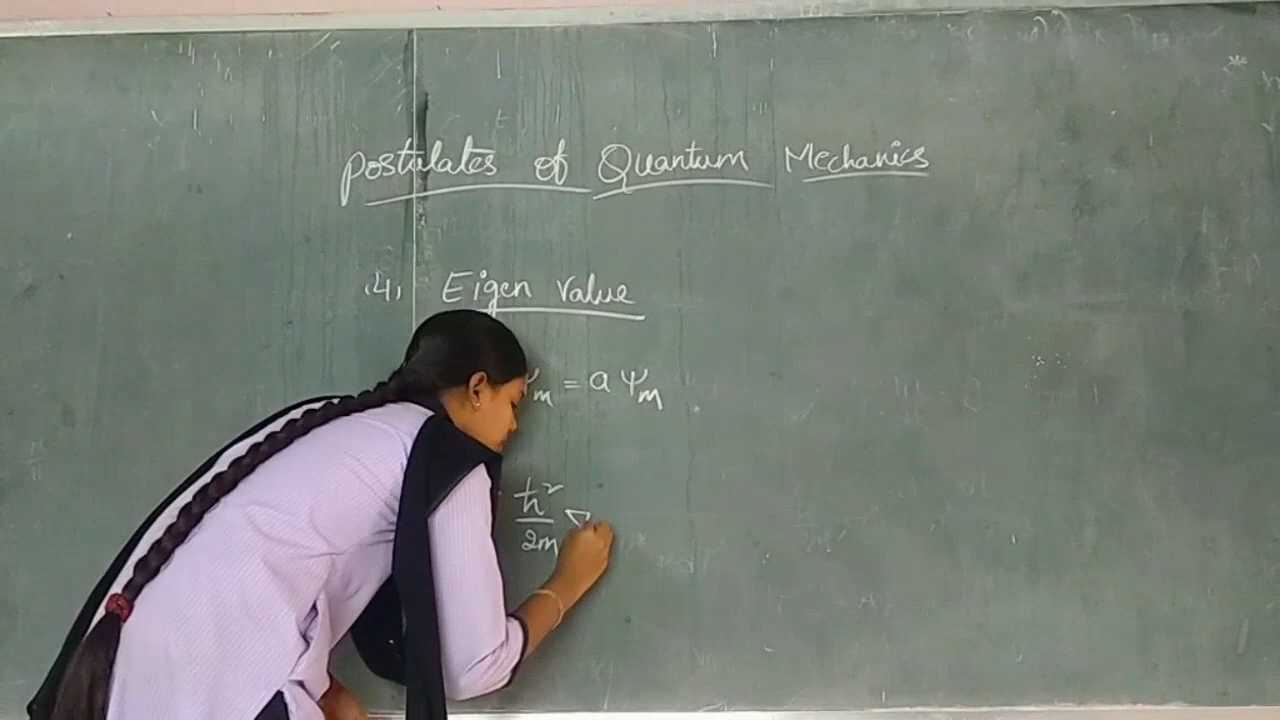 Postulates of Quantum Mechanics
(4) Eigen value
ψm = a ψm
ħ²/2m ∇